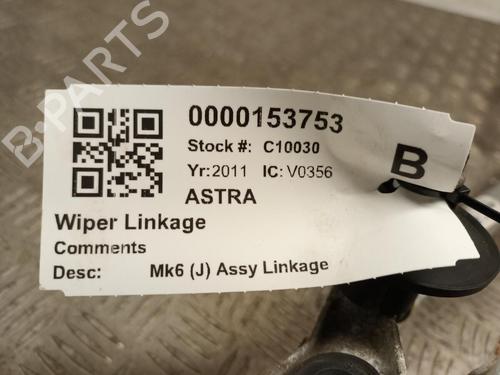 0000153753
Stock #: C10030
Yr:2011 IC: V0356
B
ASTRA
Wiper Linkage
Comments
Desc: Mk6 (J) Assy Linkage
B-PARTS